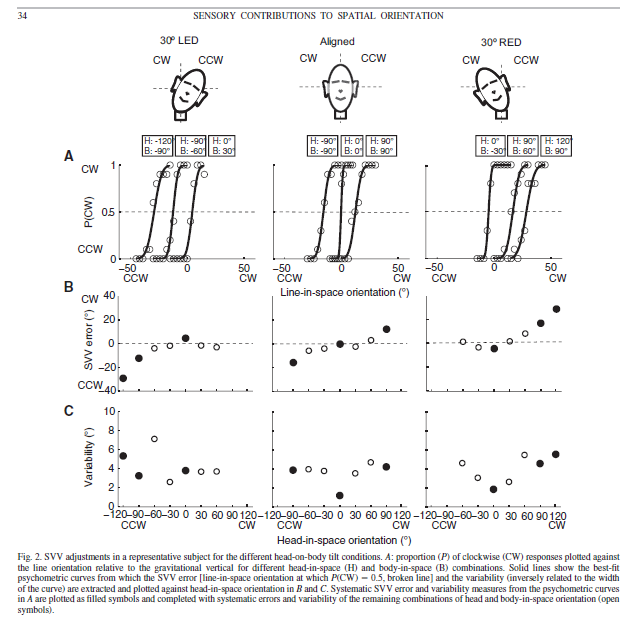 34
SENSORY CONTRIBUTIONS TO SPATIAL ORIENTATION
30º LED
Aligned
30º RED
CW CCW
CW CCW
CW CCW
H: -120° H: -90° H: 0°
B: -90° B: -60° B: 30°
H: -90° H: 0° H: 90°
B: -90° B: 0° B: 90°
H: 0° H: 90° H: 120°
B: -30° B: 60° B: 90°
A
CW 1
P(CW)
0.5
CCW 0
−50 0 50
CCW CW
−50 0 50
CCW CW
−50 0 50
CCW CW
Line-in-space orientation (°)
B
CW 40
20
SVV error (°)
0
−20
CCW −40
C
10
8
Variability (°)
6
4
2
0
−120−90−60−30 0 30 60 90 120
CCW CW
−120−90−60−30 0 30 60 90 120
CCW CW
−120−90−60−30 0 30 60 90 120
CCW CW
Head-in-space orientation (°)
Fig. 2. SVV adjustments in a representative subject for the different head-on-body tilt conditions. A: proportion (P) of clockwise (CW) responses plotted against
the line orientation relative to the gravitational vertical for different head-in-space (H) and body-in-space (B) combinations. Solid lines show the best-fit
psychometric curves from which the SVV error [line-in-space orientation at which P(CW) = 0.5, broken line] and the variability (inversely related to the width
of the curve) are extracted and plotted against head-in-space orientation in B and C. Systematic SVV error and variability measures from the psychometric curves
in A are plotted as filled symbols and completed with systematic errors and variability of the remaining combinations of head and body-in-space orientation (open
symbols).